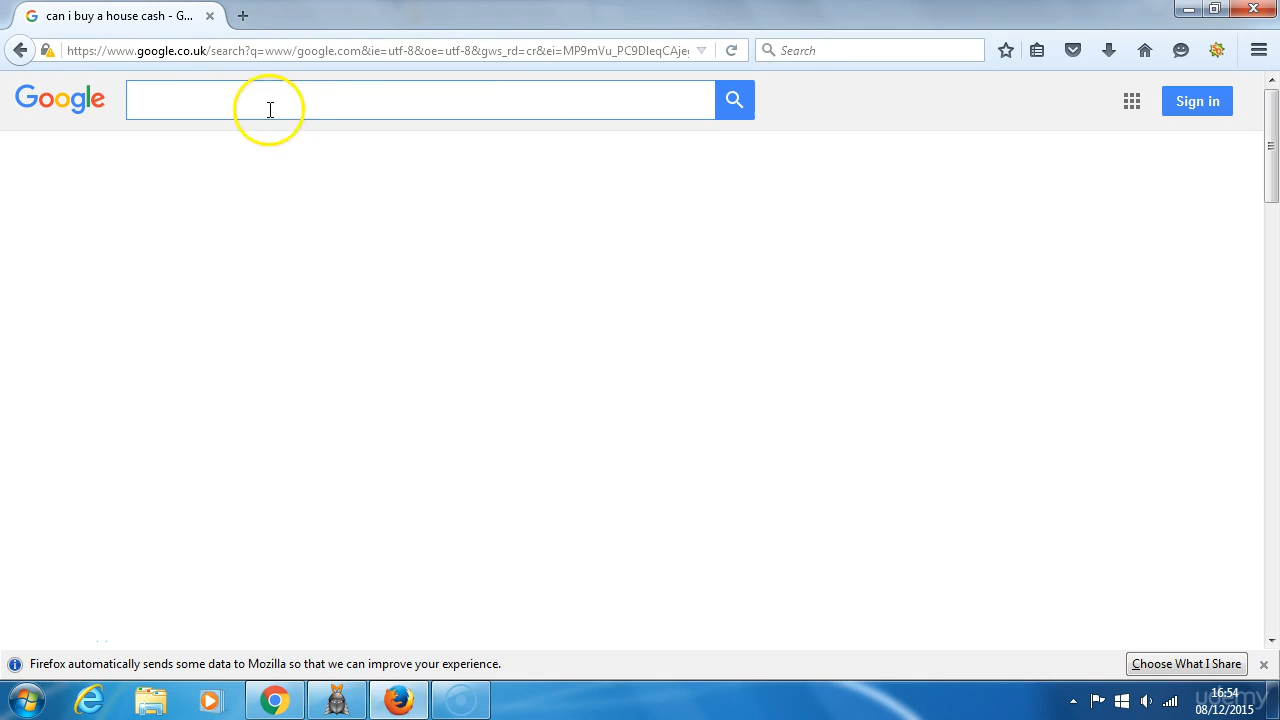 can i buy a house cash - G...
https://www.google.co.uk/search?q=www/google.com&ie=utf-8&oe=utf-8&gws_rd=cr&ei=MP9mVu_PC9DleqCAje
Search
Google
Sign in
Firefox automatically sends some data to Mozilla so that we can improve your experience.
Choose What I Share
16:54
08/12/2015
udemy